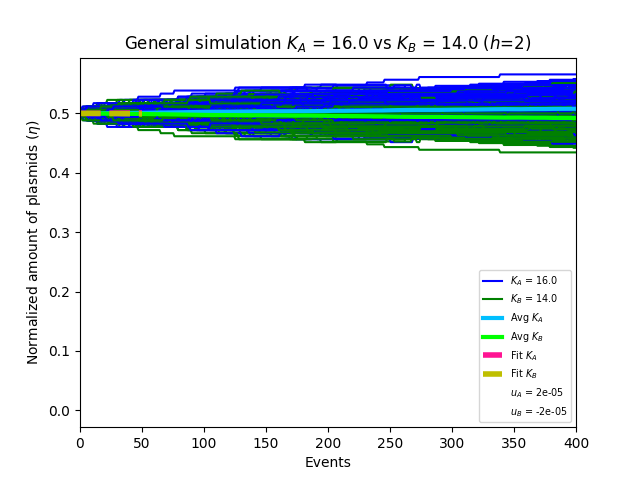 General simulation K_A = 16.0 vs K_B = 14.0 (h=2)
Normalized amount of plasmids (η)
0.5
0.4
0.3
0.2
0.1
0.0
K_A = 16.0
K_B = 14.0
Avg K_A
Avg K_B
Fit K_A
Fit K_B
u_A = 2e-05
u_B = -2e-05
0 50 100 150 200 250 300 350 400
Events